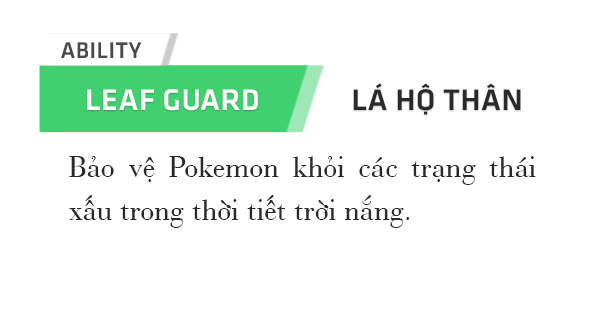 ABILITY
LEAF GUARD LÁ HỘ THÂN
Bảo vệ Pokemon khỏi các trạng thái
xấu trong thời tiết trời nắng.